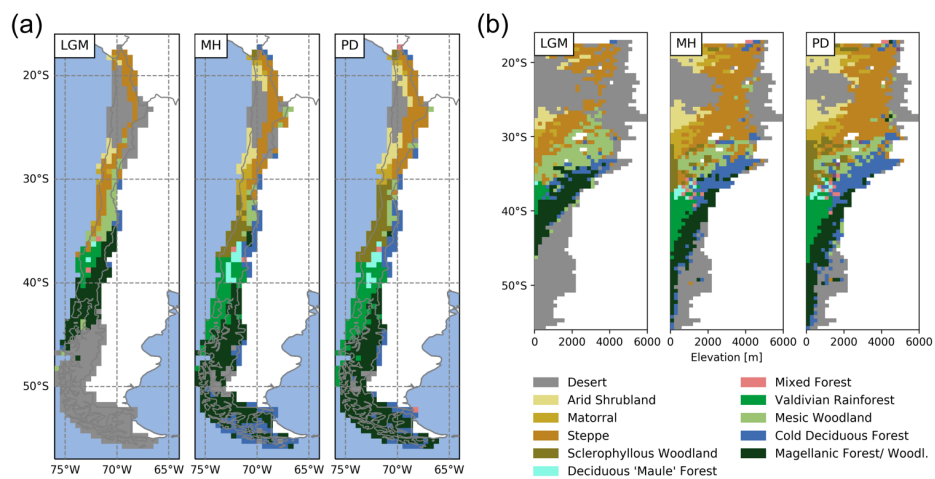 (a)
LGM
MH
PD
20°S
30°S
40°S
50°S
75°W 70°W 65°W
75°W 70°W 65°W
75°W 70°W 65°W
(b)
LGM
MH
PD
20°S
30°S
40°S
50°S
0 2000 4000 6000
0 2000 4000 6000
0 2000 4000 6000
Elevation [m]
Desert
Arid Shrubland
Matorral
Steppe
Sclerophyllous Woodland
Deciduous 'Maule' Forest
Mixed Forest
Valdivian Rainforest
Mesic Woodland
Cold Deciduous Forest
Magellanic Forest/ Woodl.